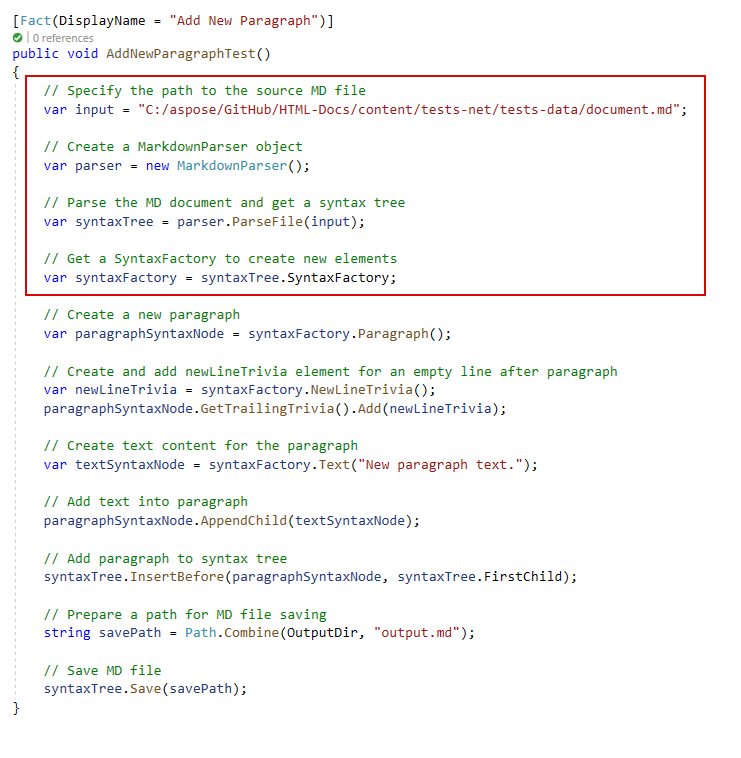 [Fact(DisplayName = "Add New Paragraph")]
0 references
public void AddNewParagraphTest()
{
// Specify the path to the source MD file
var input = "C:/aspose/GitHub/HTML-Docs/content/tests-net/tests-data/document.md";
// Create a MarkdownParser object
var parser = new MarkdownParser();
// Parse the MD document and get a syntax tree
var syntaxTree = parser.ParseFile(input);
// Get a SyntaxFactory to create new elements
var syntaxFactory = syntaxTree.SyntaxFactory;
// Create a new paragraph
var paragraphSyntaxNode = syntaxFactory.Paragraph();
// Create and add newLineTrivia element for an empty line after paragraph
var newLineTrivia = syntaxFactory.NewLineTrivia();
paragraphSyntaxNode.GetTrailingTrivia().Add(newLineTrivia);
// Create text content for the paragraph
var textSyntaxNode = syntaxFactory.Text("New paragraph text.");
// Add text into paragraph
paragraphSyntaxNode.AppendChild(textSyntaxNode);
// Add paragraph to syntax tree
syntaxTree.InsertBefore(paragraphSyntaxNode, syntaxTree.FirstChild);
// Prepare a path for MD file saving
string savePath = Path.Combine(OutputDir, "output.md");
// Save MD file
syntaxTree.Save(savePath);
}